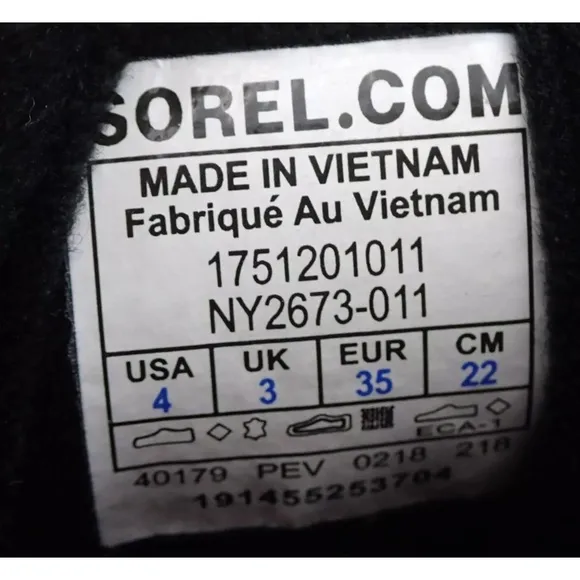 SOREL.COM
MADE IN VIETNAM
Fabriqué Au Vietnam
1751201011
NY2673-011
USA UK EUR CM
4 3 35 22
ECA-1
40179 PEV 0218 218
191455253704